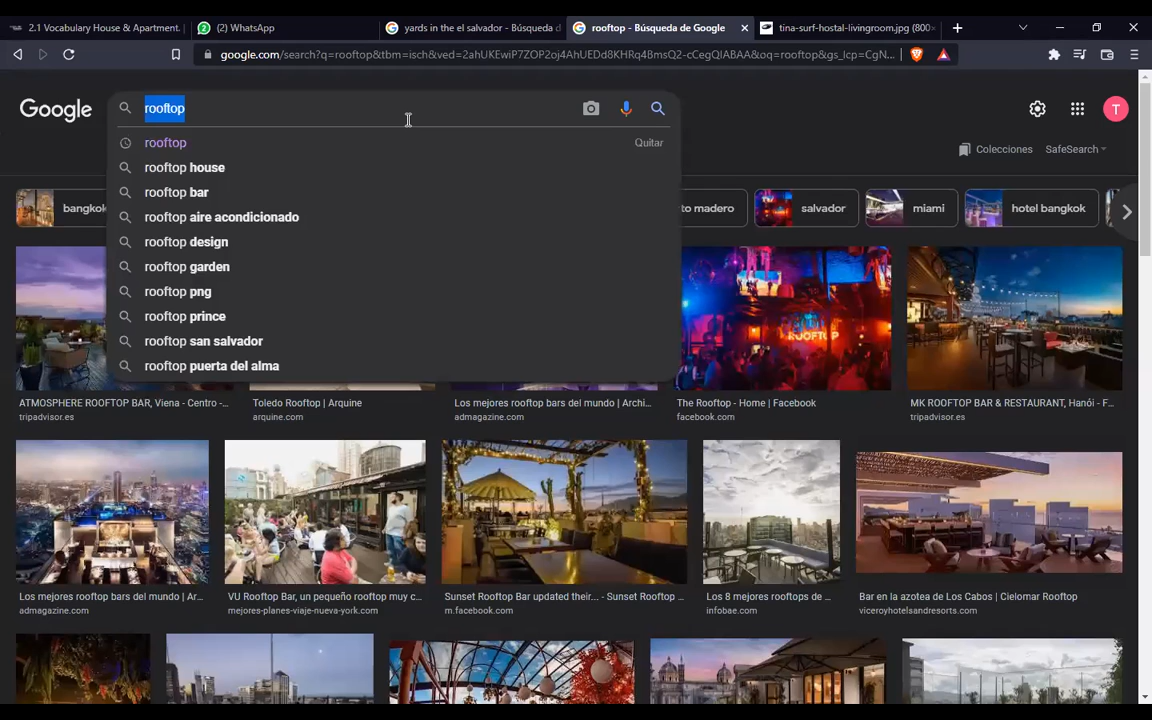 2.1 Vocabulary House & Apartment.
(2) WhatsApp
yards in the el salvador - Búsqueda d
rooftop - Búsqueda de Google
tina-surf-hostal-livingroom.jpg (800×
google.com/search?q=rooftop&tbm=isch&ved=2ahUKEwiP7ZOP2oj4AhUEDd8KHRq4BmsQ2-cCegQIABAA&oq=rooftop&gs_lcp=CgN...
Google
rooftop
T
rooftop
Quitar
rooftop house
rooftop bar
rooftop aire acondicionado
rooftop design
rooftop garden
rooftop png
rooftop prince
rooftop san salvador
rooftop puerta del alma
Colecciones
SafeSearch
bangkok
to madero
salvador
miami
hotel bangkok
ROOFTOP
ATMOSPHERE ROOFTOP BAR, Viena - Centro -...
tripadvisor.es
Toledo Rooftop | Arquine
arquine.com
Los mejores rooftop bars del mundo | Archi...
admagazine.com
The Rooftop - Home | Facebook
facebook.com
MK ROOFTOP BAR & RESTAURANT, Hanói - F...
tripadvisor.es
Los mejores rooftop bars del mundo | Ar...
admagazine.com
VU Rooftop Bar, un pequeño rooftop muy c...
mejores-planes-viaje-nueva-york.com
Sunset Rooftop Bar updated their... - Sunset Rooftop ...
m.facebook.com
Los 8 mejores rooftops de ...
infobae.com
Bar en la azotea de Los Cabos | Cielomar Rooftop
viceroyhotelsandresorts.com